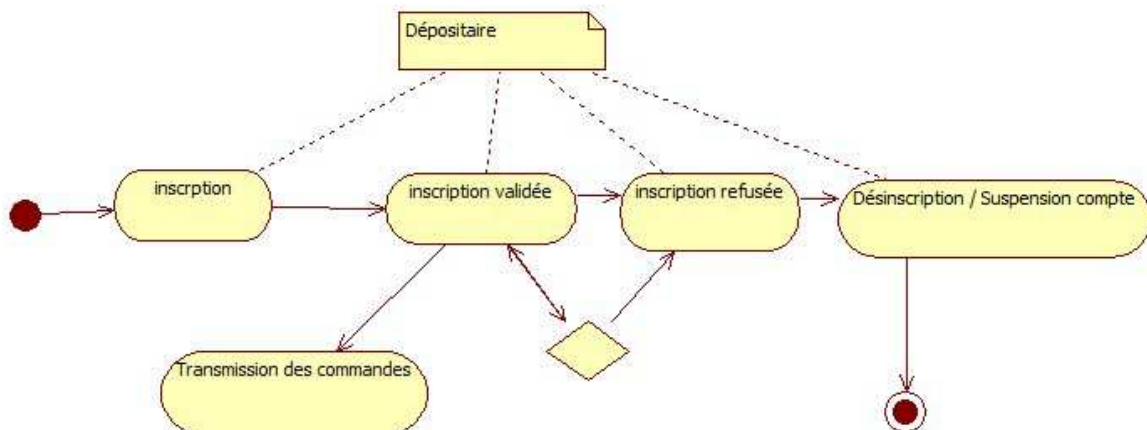 Dépositaire
inscrption
inscription validée
inscription refusée
Désinscription / Suspension compte
Transmission des commandes